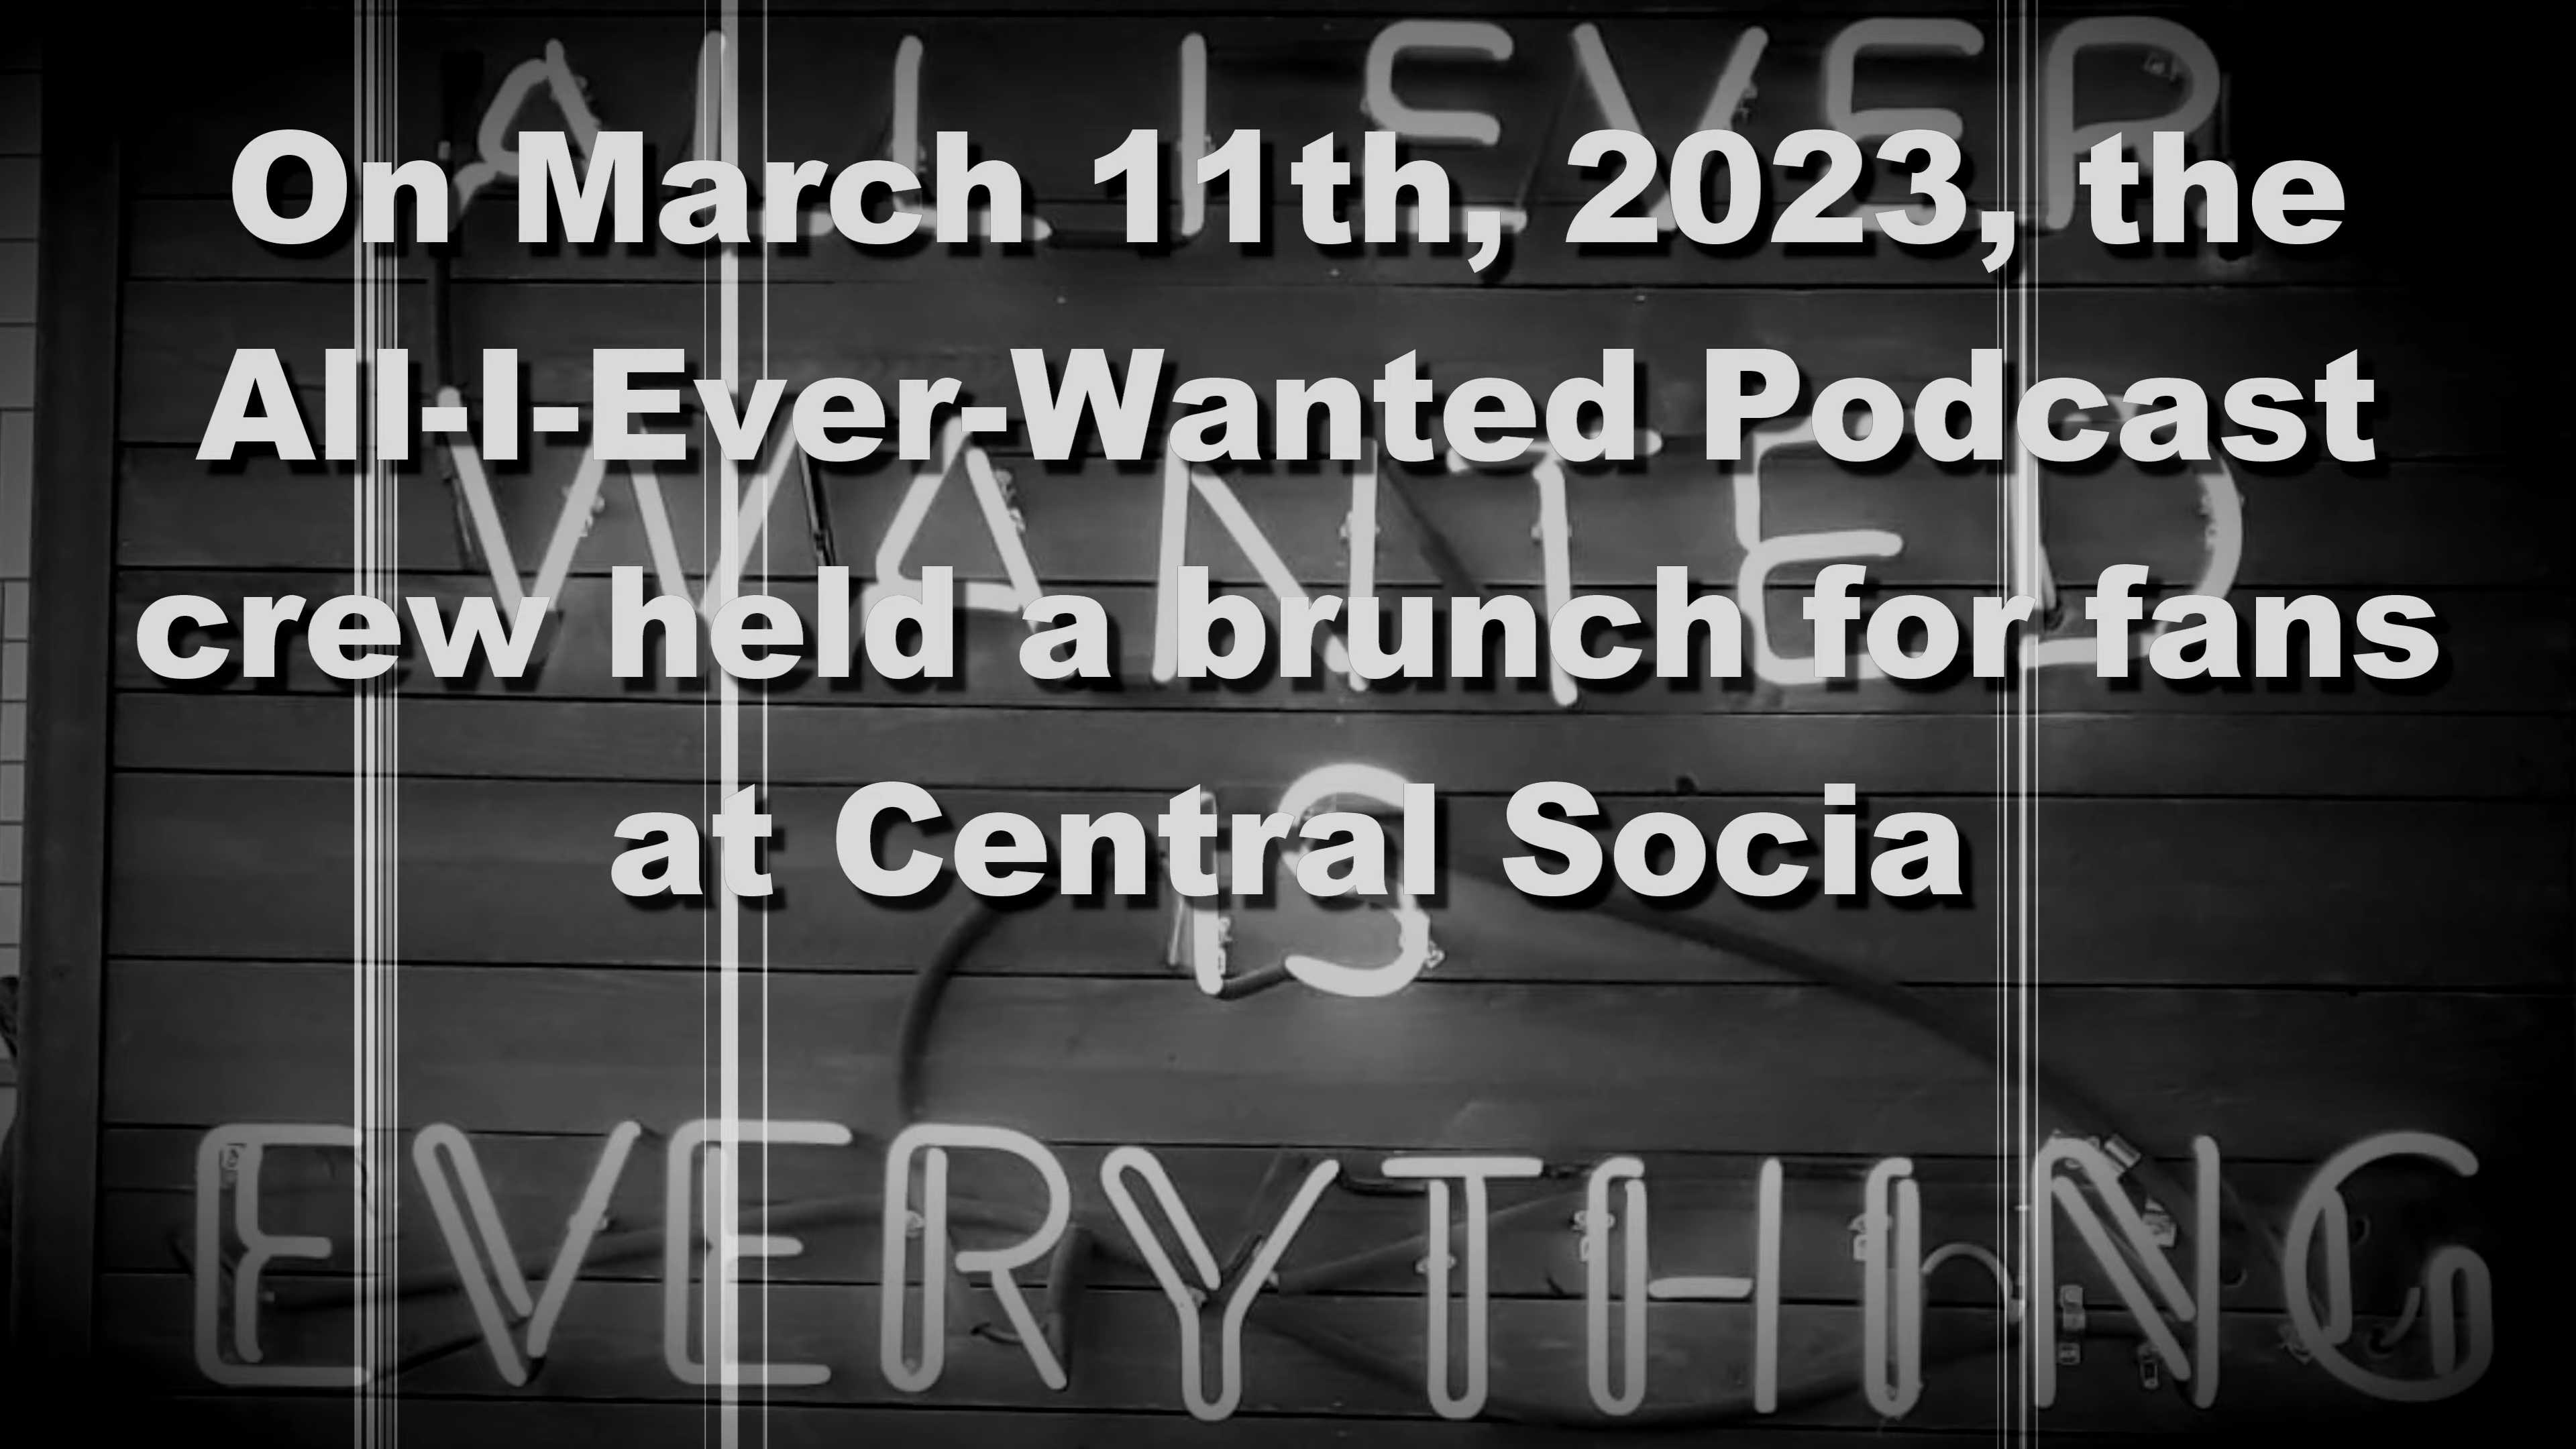 On March 11th, 2023, the
All-I-Ever-Wanted Podcast
crew held a brunch for fans
at Central Socia
ALL I EVER
WANTED
IS
EVERYTHING